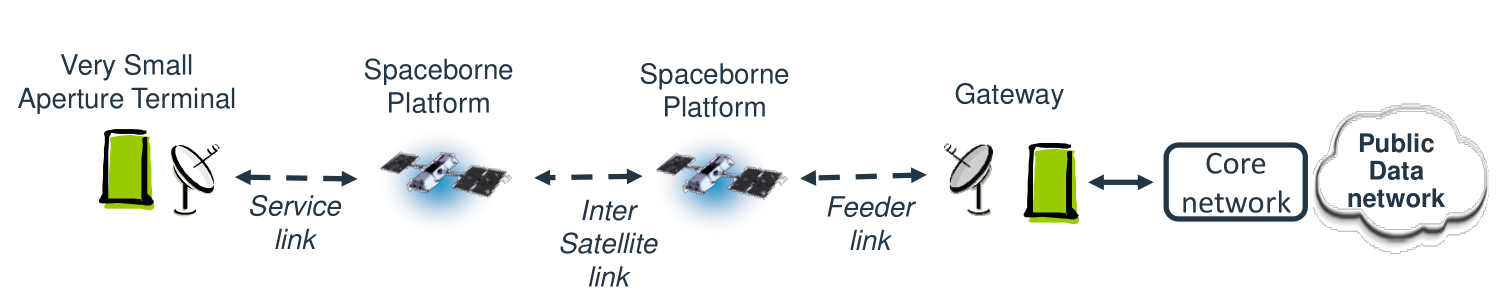 Very Small
Aperture Terminal
Spaceborne
Platform
Spaceborne
Platform
Gateway
Service
link
Inter
Satellite
link
Feeder
link
Core
network
Public
Data
network